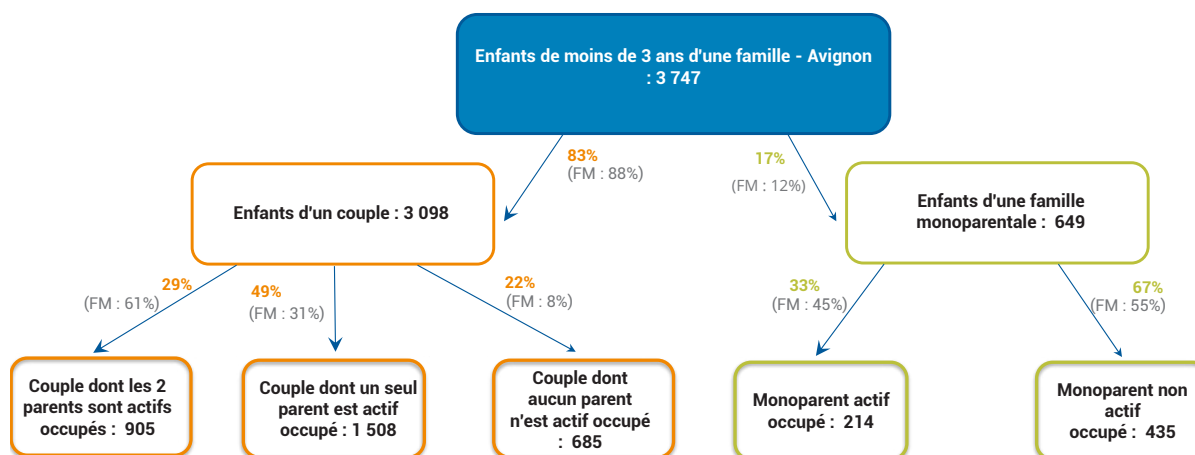 Enfants de moins de 3 ans d'une famille - Avignon
: 3 747
83%
(FM : 88%)
17%
(FM : 12%)
Enfants d'un couple : 3 098
Enfants d'une famille
monoparentale : 649
29%
(FM : 61%)
49%
(FM : 31%)
22%
(FM : 8%)
33%
(FM : 45%)
67%
(FM : 55%)
Couple dont les 2
parents sont actifs
occupés : 905
Couple dont un seul
parent est actif
occupé : 1 508
Couple dont
aucun parent
n'est actif occupé
: 685
Monoparent actif
occupé : 214
Monoparent non
actif
occupé : 435